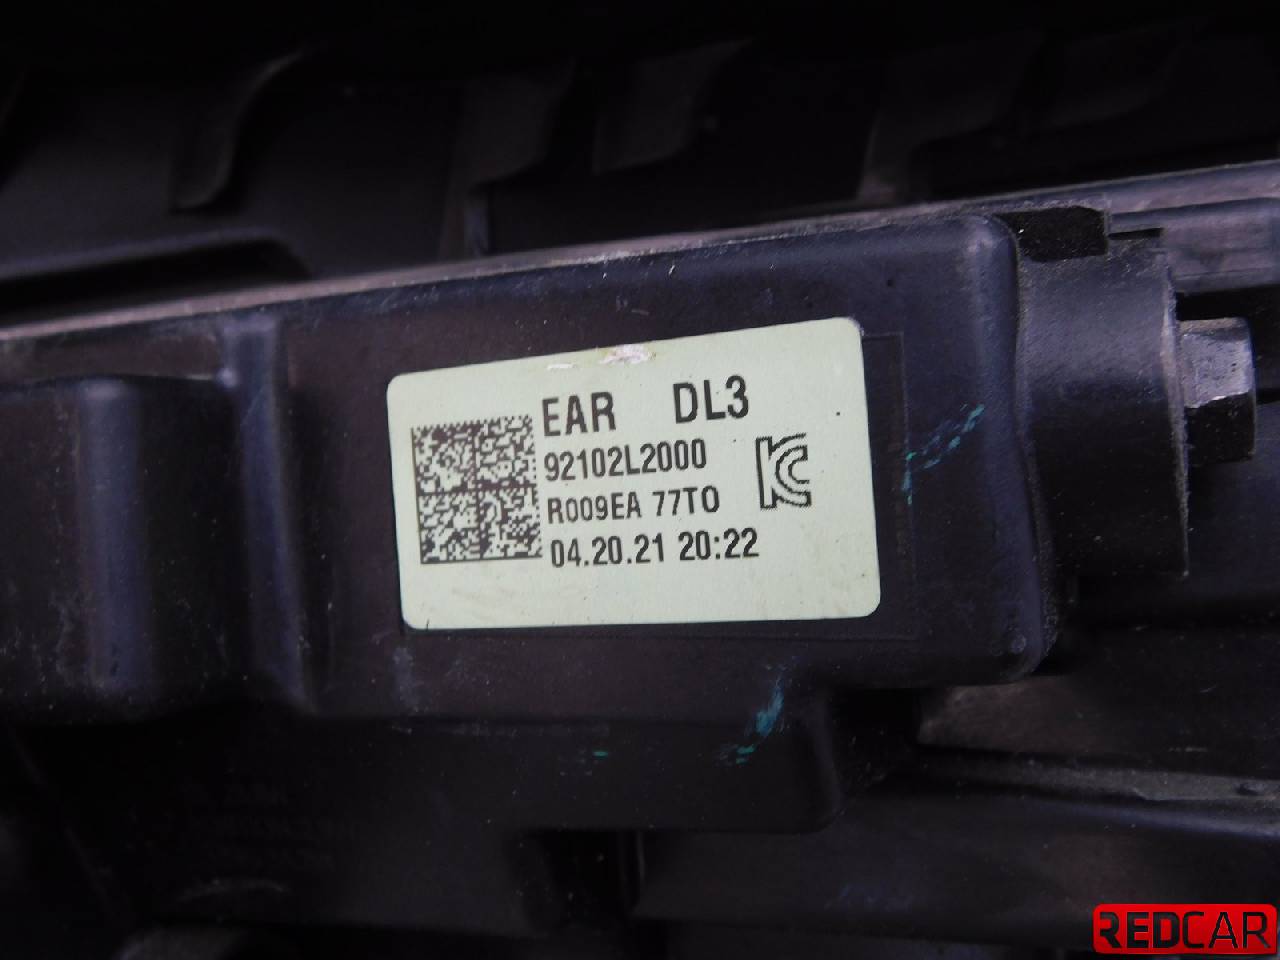 EAR DL3
92102L2000
R009EA 77TO
04.20.21 20:22
REDCAR